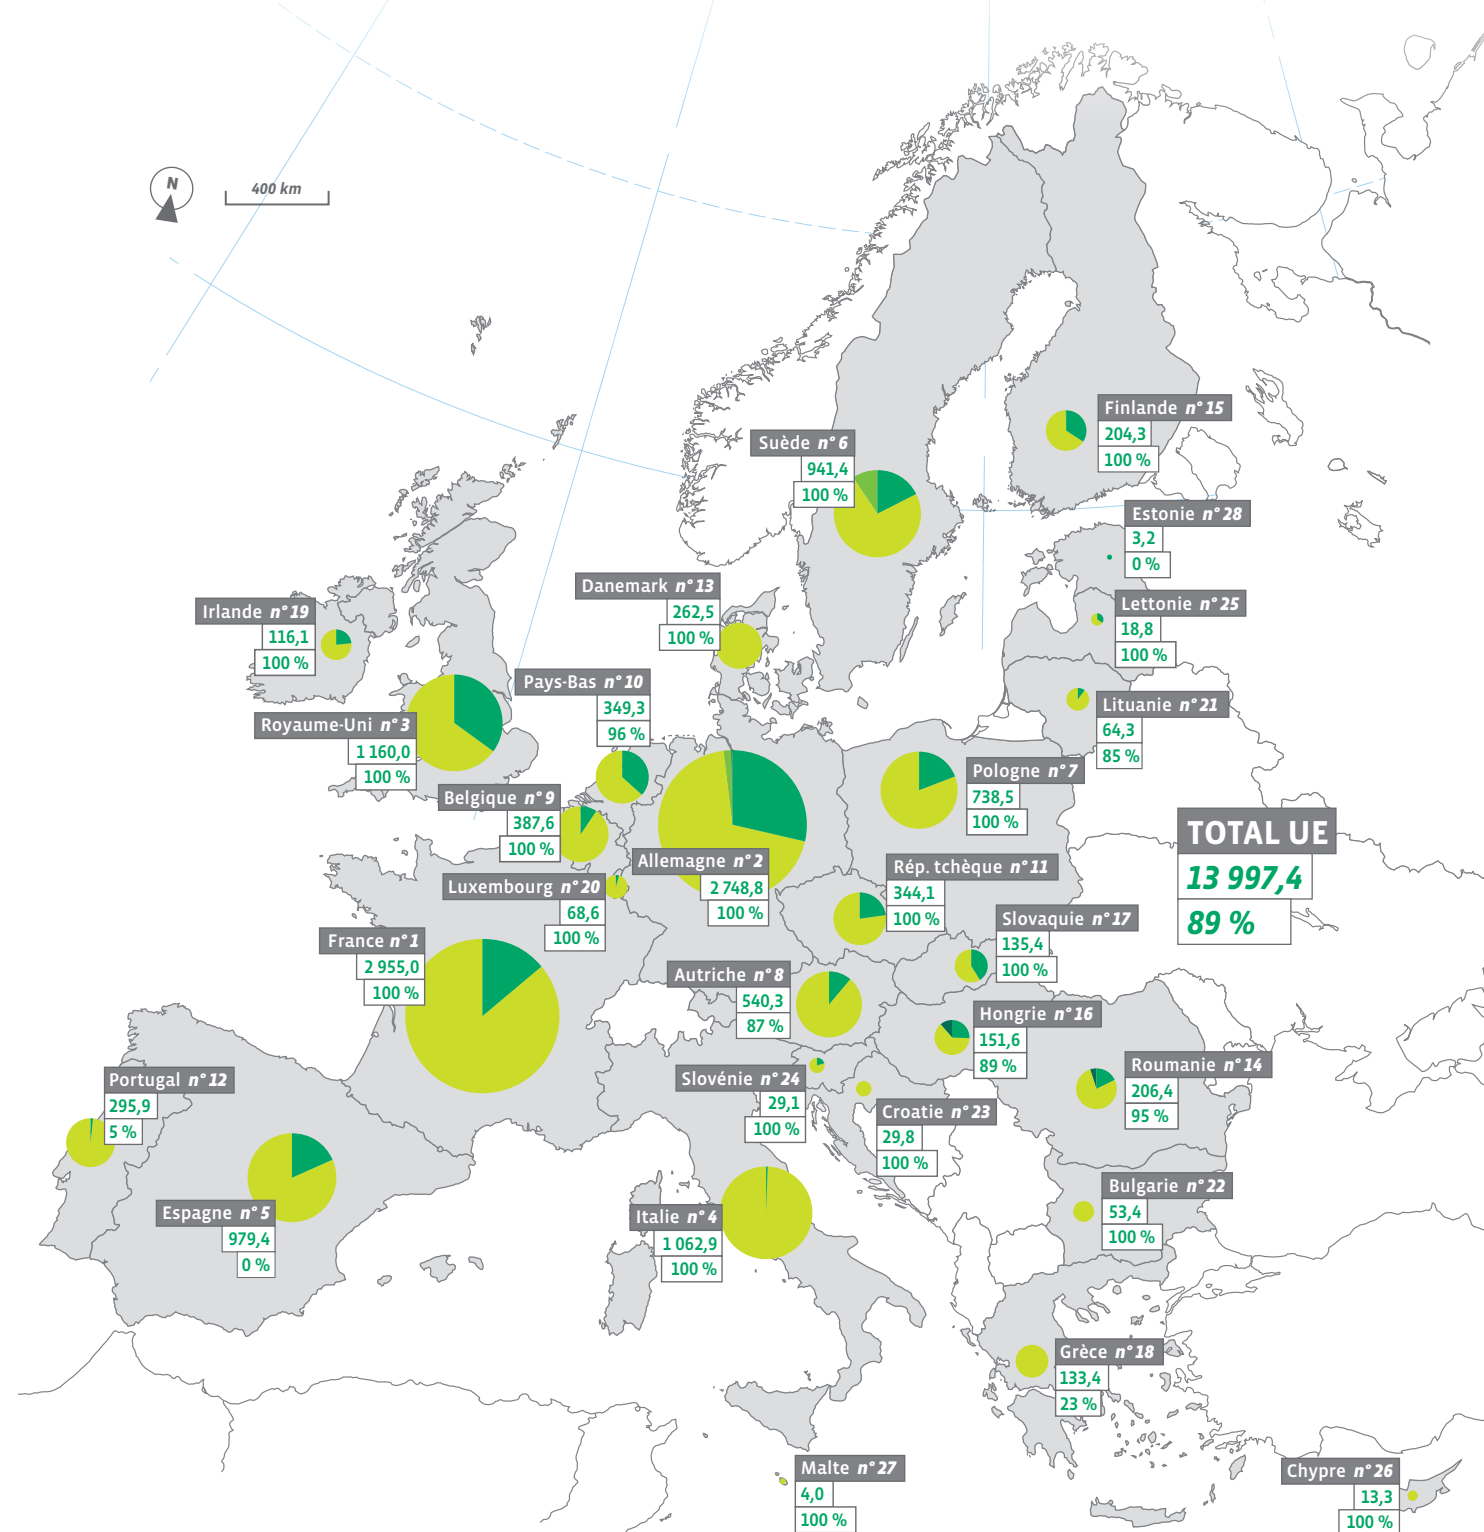 N
400 km
Finlande n° 15
204,3
100 %
Suède n° 6
941,4
100 %
Estonie n° 28
3,2
0 %
Danemark n° 13
262,5
100 %
Lettonie n° 25
18,8
100 %
Irlande n° 19
116,1
100 %
Pays-Bas n° 10
349,3
96 %
Lituanie n° 21
64,3
85 %
Royaume-Uni n° 3
1 160,0
100 %
Pologne n° 7
738,5
100 %
Belgique n° 9
387,6
100 %
TOTAL UE
13 997,4
89 %
Allemagne n° 2
2 748,8
100 %
Rép. tchèque n° 11
344,1
100 %
Luxembourg n° 20
68,6
100 %
Slovaquie n° 17
135,4
100 %
France n° 1
2 955,0
100 %
Autriche n° 8
540,3
87 %
Hongrie n° 16
151,6
89 %
Roumanie n° 14
206,4
95 %
Portugal n° 12
295,9
5 %
Slovénie n° 24
29,1
100 %
Croatie n° 23
29,8
100 %
Bulgarie n° 22
53,4
100 %
Espagne n° 5
979,4
0 %
Italie n° 4
1 062,9
100 %
Grèce n° 18
133,4
23 %
Malte n° 27
4,0
100 %
Chypre n° 26
13,3
100 %